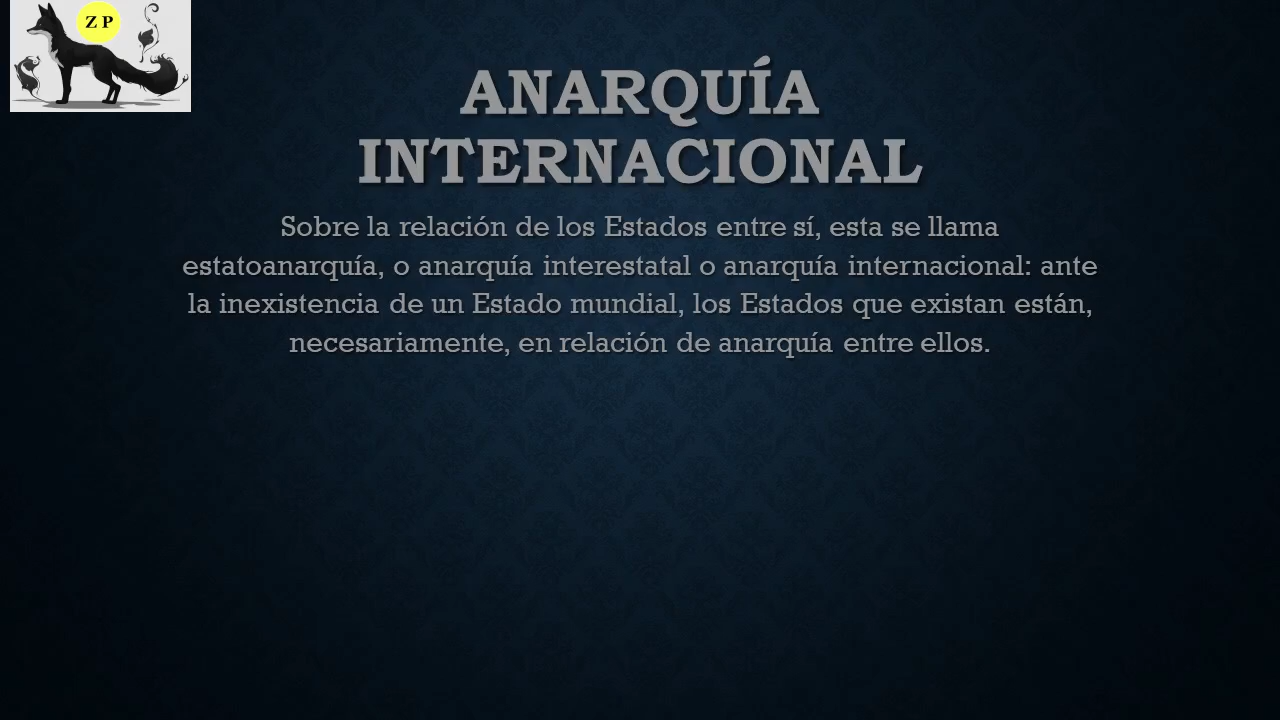 Z P
ANARQUÍA
INTERNACIONAL
Sobre la relación de los Estados entre sí, esta se llama
estatoanarquía, o anarquía interestatal o anarquía internacional: ante
la inexistencia de un Estado mundial, los Estados que existan están,
necesariamente, en relación de anarquía entre ellos.